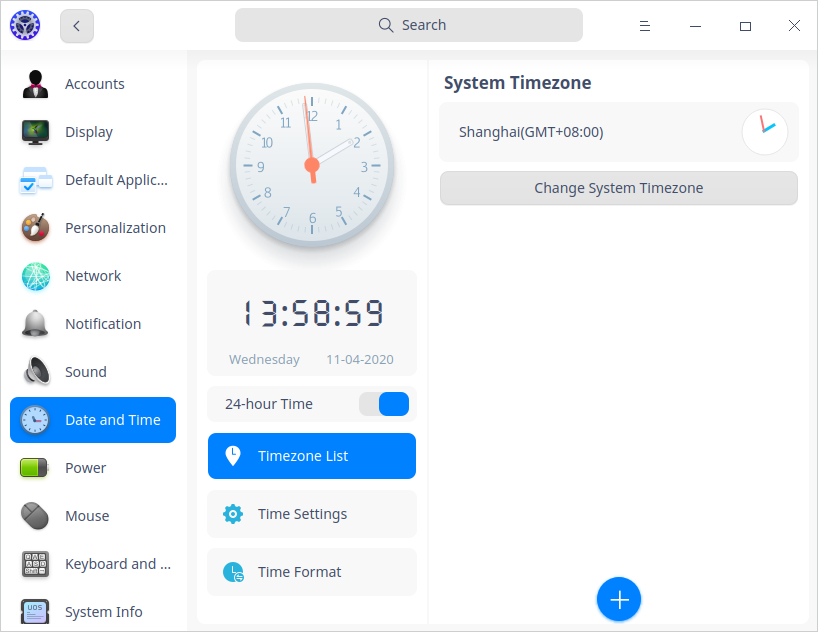 Search
Accounts
Display
Default Applic...
Personalization
Network
Notification
Sound
Date and Time
Power
Mouse
Keyboard and ...
UOS
System Info
12
1
2
3
4
5
6
7
8
9
10
11
13:58:59
Wednesday 11-04-2020
24-hour Time
Timezone List
Time Settings
Time Format
System Timezone
Shanghai(GMT+08:00)
Change System Timezone